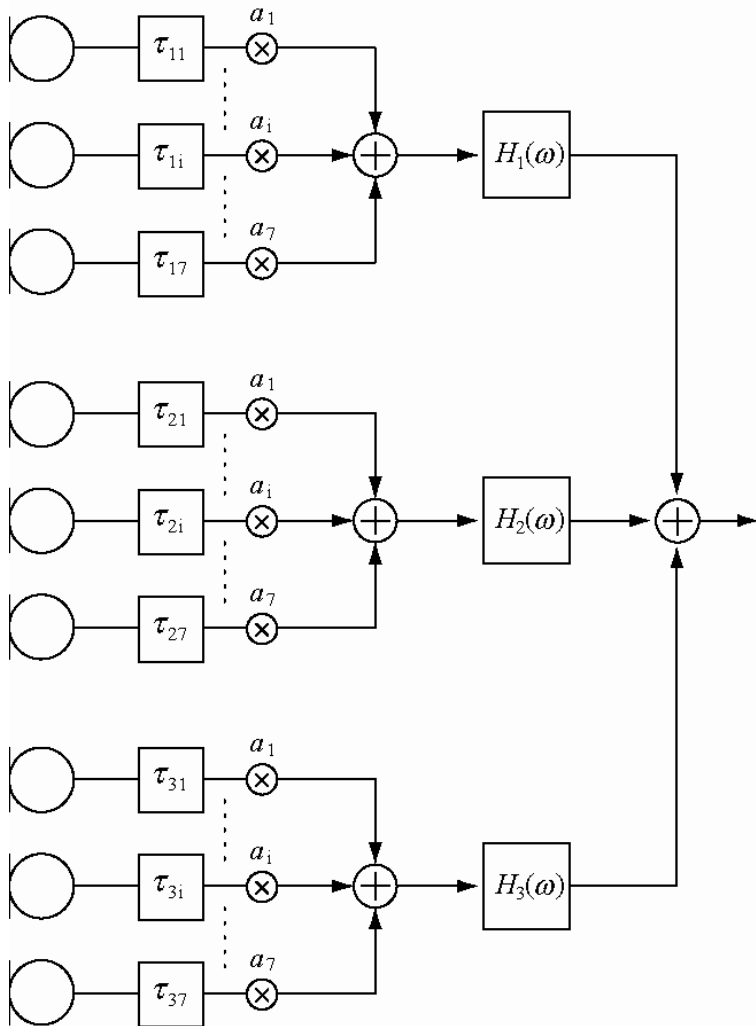 a₁
τ₁₁
aᵢ
τ₁ᵢ
H₁(ω)
a₇
τ₁₇
a₁
τ₂₁
aᵢ
τ₂ᵢ
H₂(ω)
a₇
τ₂₇
a₁
τ₃₁
aᵢ
τ₃ᵢ
H₃(ω)
a₇
τ₃₇